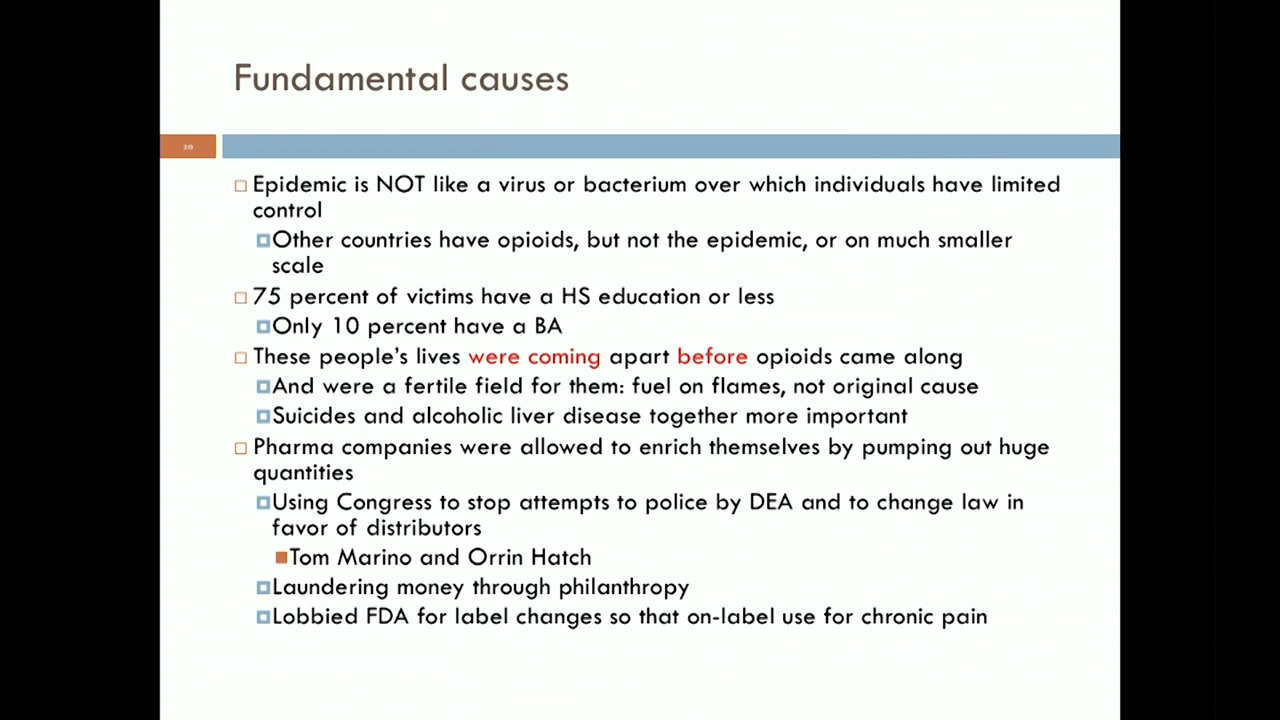 Fundamental causes
20
Epidemic is NOT like a virus or bacterium over which individuals have limited
control
Other countries have opioids, but not the epidemic, or on much smaller
scale
75 percent of victims have a HS education or less
Only 10 percent have a BA
These people's lives were coming apart before opioids came along
And were a fertile field for them: fuel on flames, not original cause
Suicides and alcoholic liver disease together more important
Pharma companies were allowed to enrich themselves by pumping out huge
quantities
Using Congress to stop attempts to police by DEA and to change law in
favor of distributors
Tom Marino and Orrin Hatch
Laundering money through philanthropy
Lobbied FDA for label changes so that on-label use for chronic pain